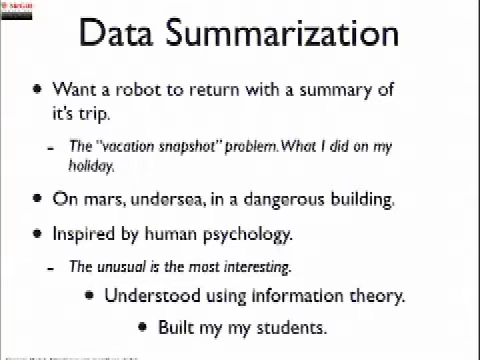 McGill
Data Summarization
• Want a robot to return with a summary of
it's trip.
- The "vacation snapshot" problem. What I did on my
holiday.
• On mars, undersea, in a dangerous building.
• Inspired by human psychology.
- The unusual is the most interesting.
• Understood using information theory.
• Built my my students.